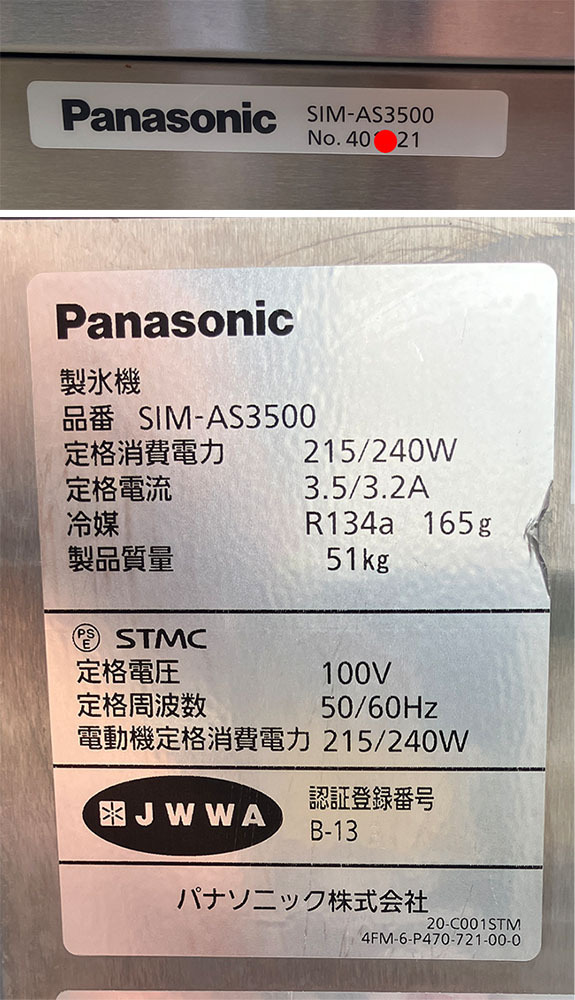 Panasonic SIM-AS3500
No. 40 21
Panasonic
製氷機
品番 SIM-AS3500
定格消費電力 215/240W
定格電流 3.5/3.2A
冷媒 R134a 165g
製品質量 51kg
PSE STMC
定格電圧 100V
定格周波数 50/60Hz
電動機定格消費電力 215/240W
JWWA 認証登録番号
B-13
パナソニック株式会社
20-C001STM
4FM-6-P470-721-00-0